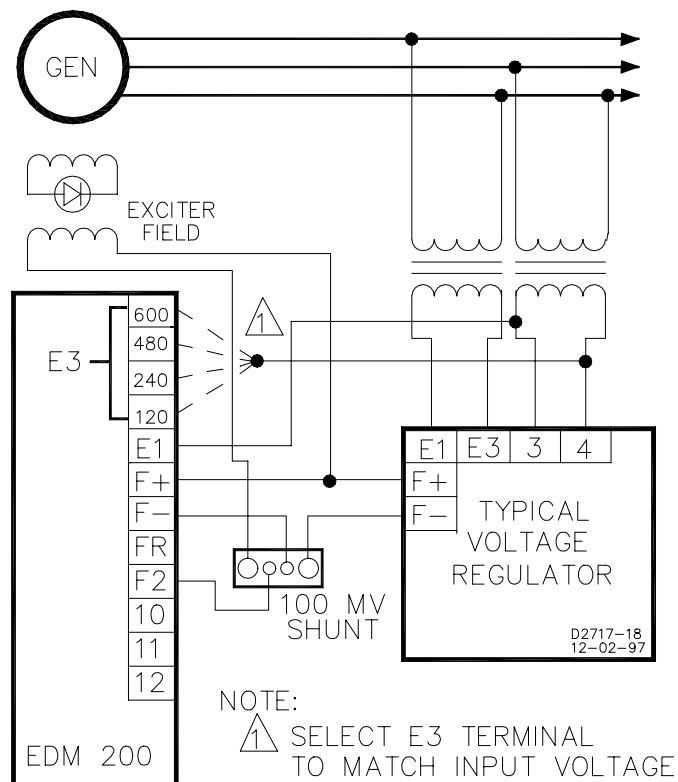 GEN
EXCITER
FIELD
1
E3
600
480
240
120
E1
F+
F-
FR
F2
10
11
12
EDM 200
E1 E3 3 4
F+
F-
TYPICAL
VOLTAGE
REGULATOR
D2717-18
12-02-97
100 MV
SHUNT
NOTE:
1 SELECT E3 TERMINAL
TO MATCH INPUT VOLTAGE